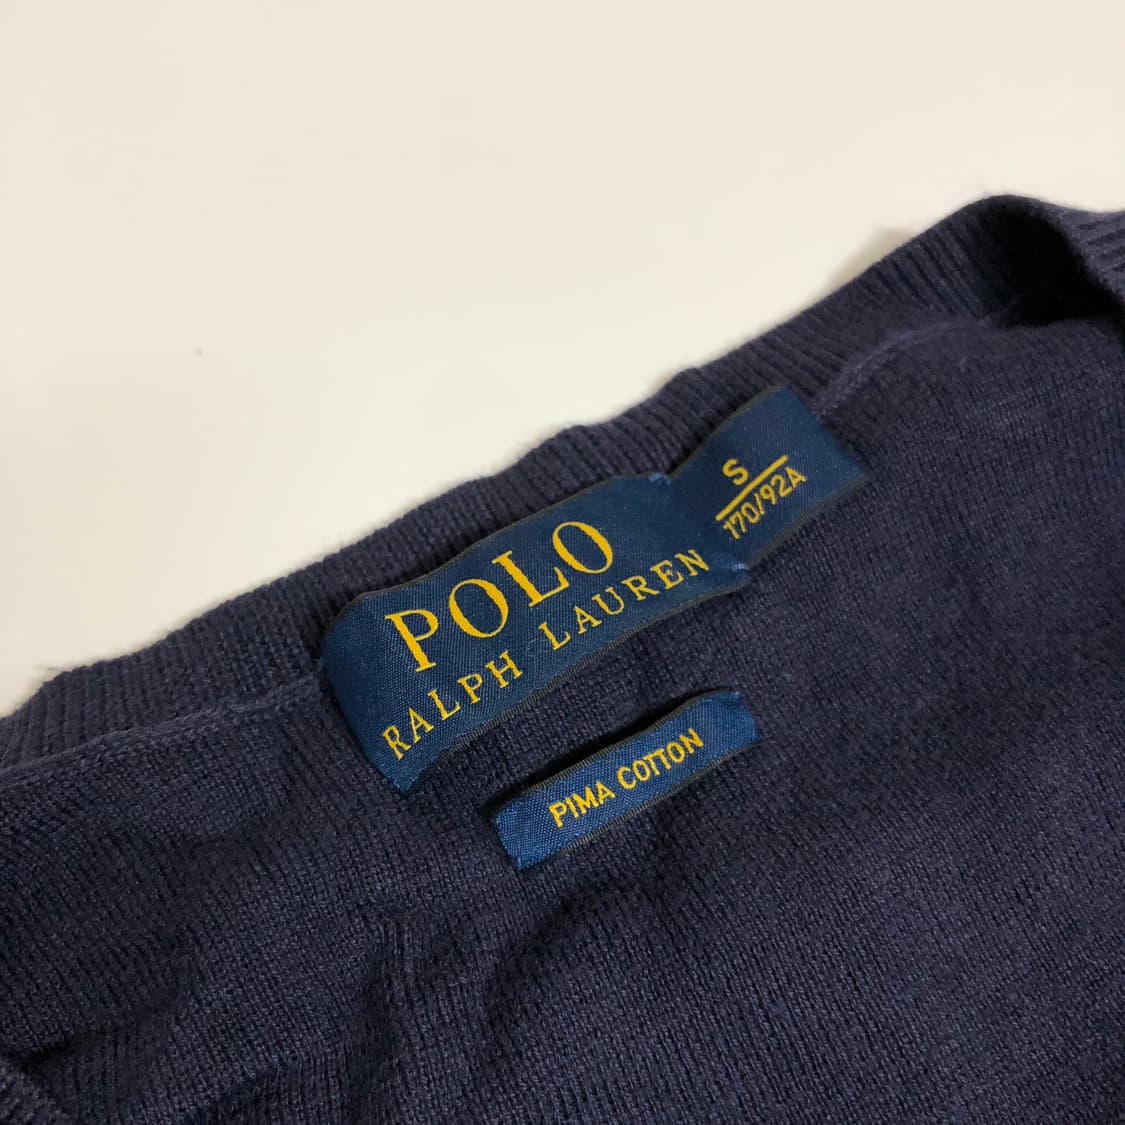 POLO
RALPH LAUREN
S
170/92A
PIMA COTTON